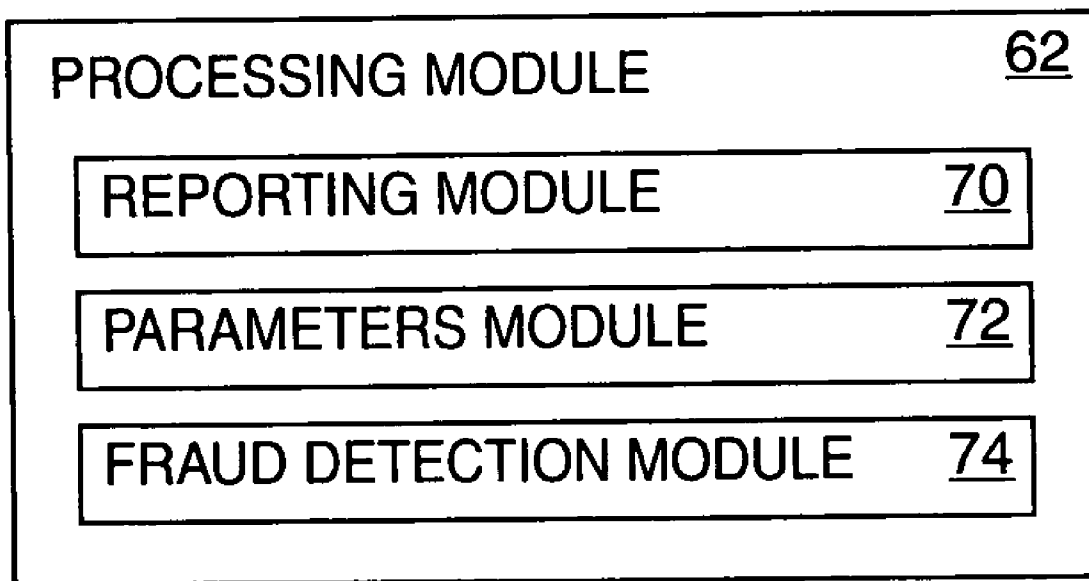 PROCESSING MODULE 62
REPORTING MODULE 70
PARAMETERS MODULE 72
FRAUD DETECTION MODULE 74